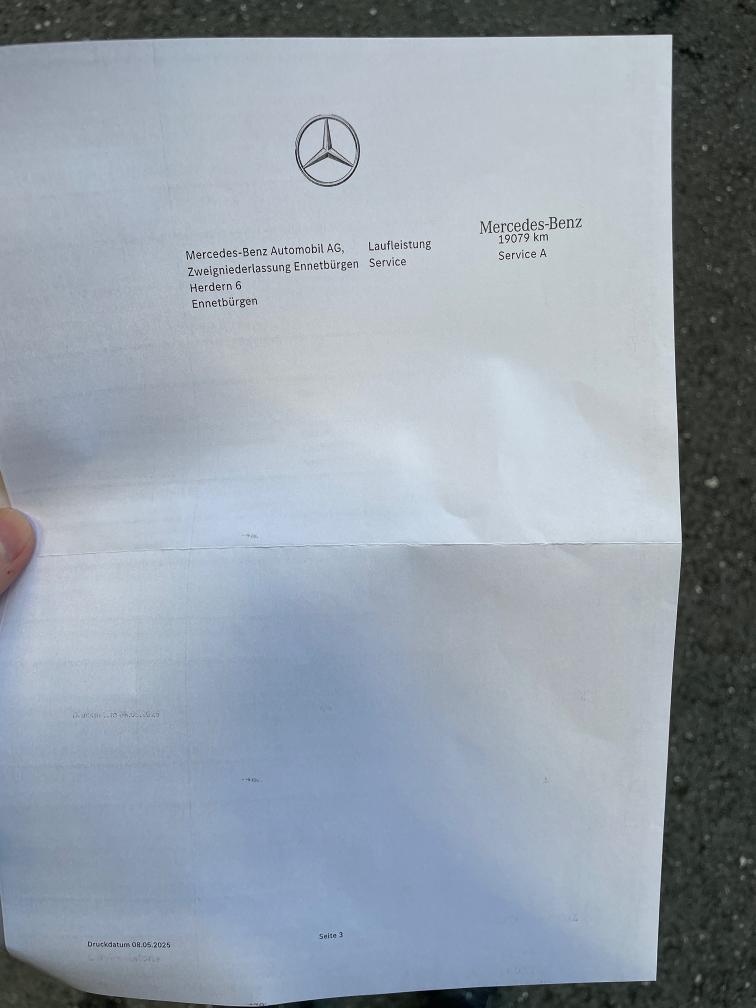 Mercedes-Benz
Mercedes-Benz Automobil AG,
Zweigniederlassung Ennetbürgen
Herdern 6
Ennetbürgen
Laufleistung
Service
19079 km
Service A
Druckdatum 08.05.2025
Seite 3